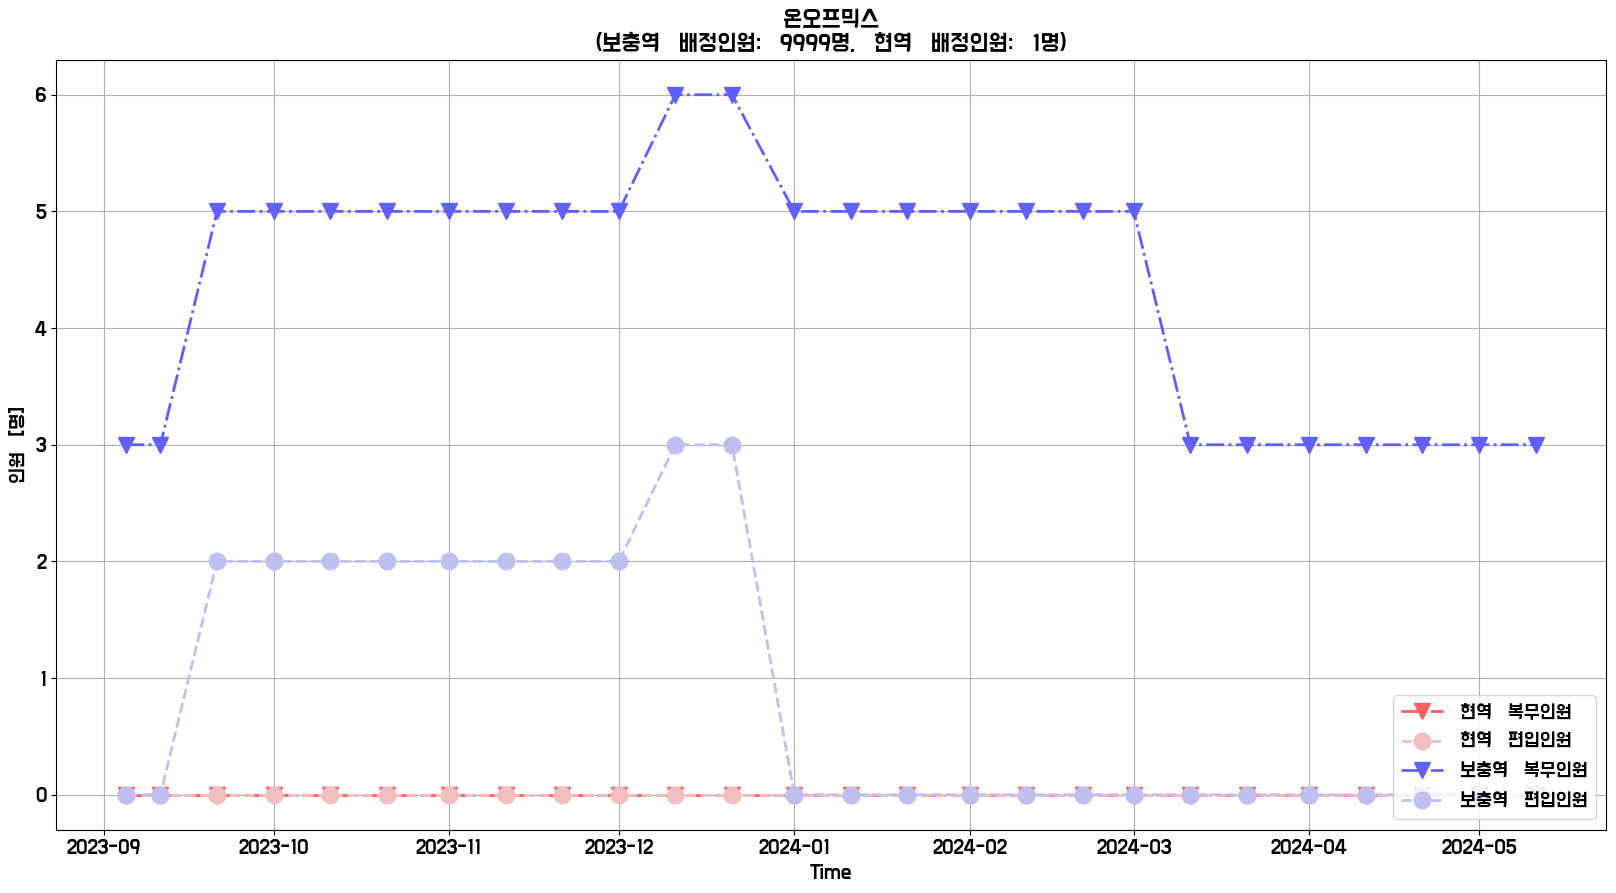 온오프믹스
(보충역 배정인원: 9999명, 현역 배정인원: 1명)
인원 [명]
6
5
4
3
2
1
0
2023-09 2023-10 2023-11 2023-12 2024-01 2024-02 2024-03 2024-04 2024-05
Time
현역 복무인원
현역 편입인원
보충역 복무인원
보충역 편입인원